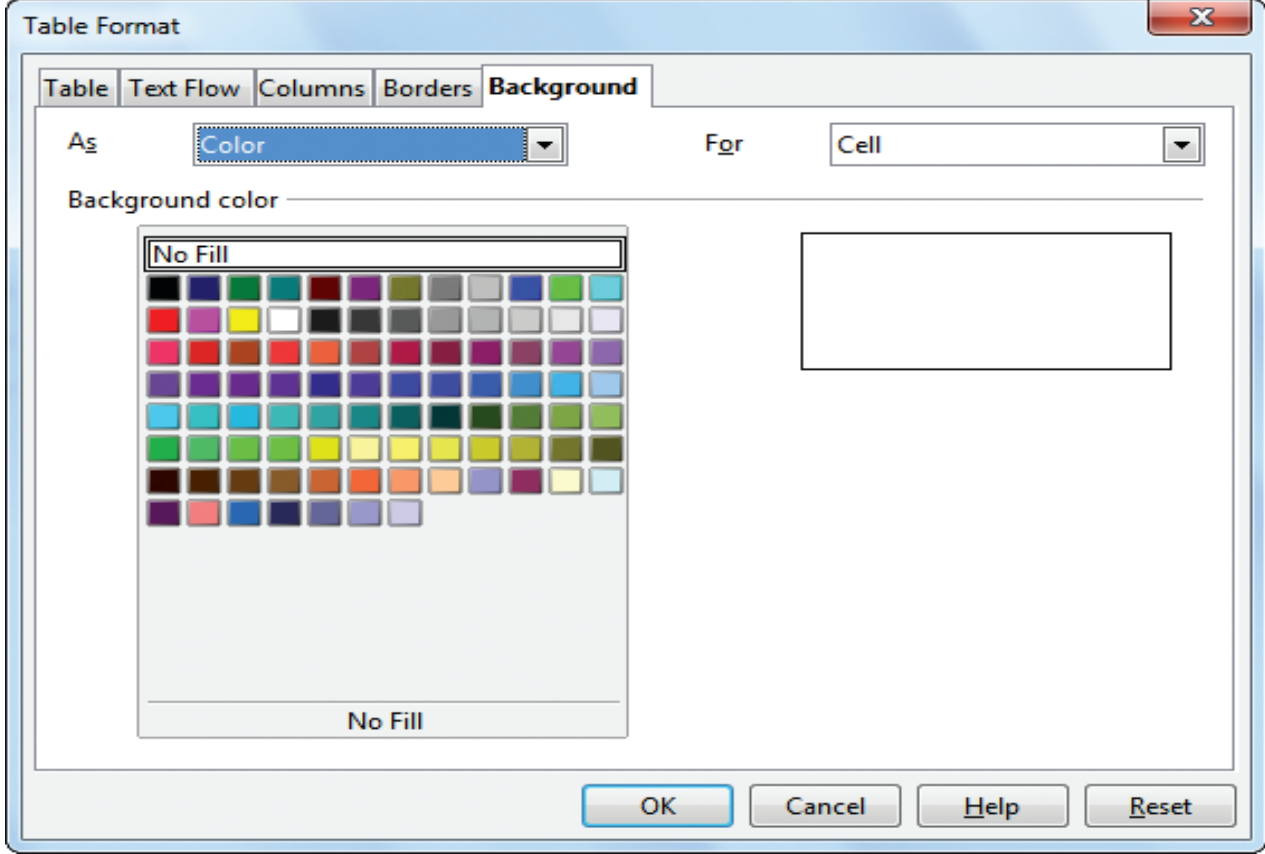 Table Format
x
Table Text Flow Columns Borders Background
As Color For Cell
Background color
No Fill
No Fill
OK Cancel Help Reset